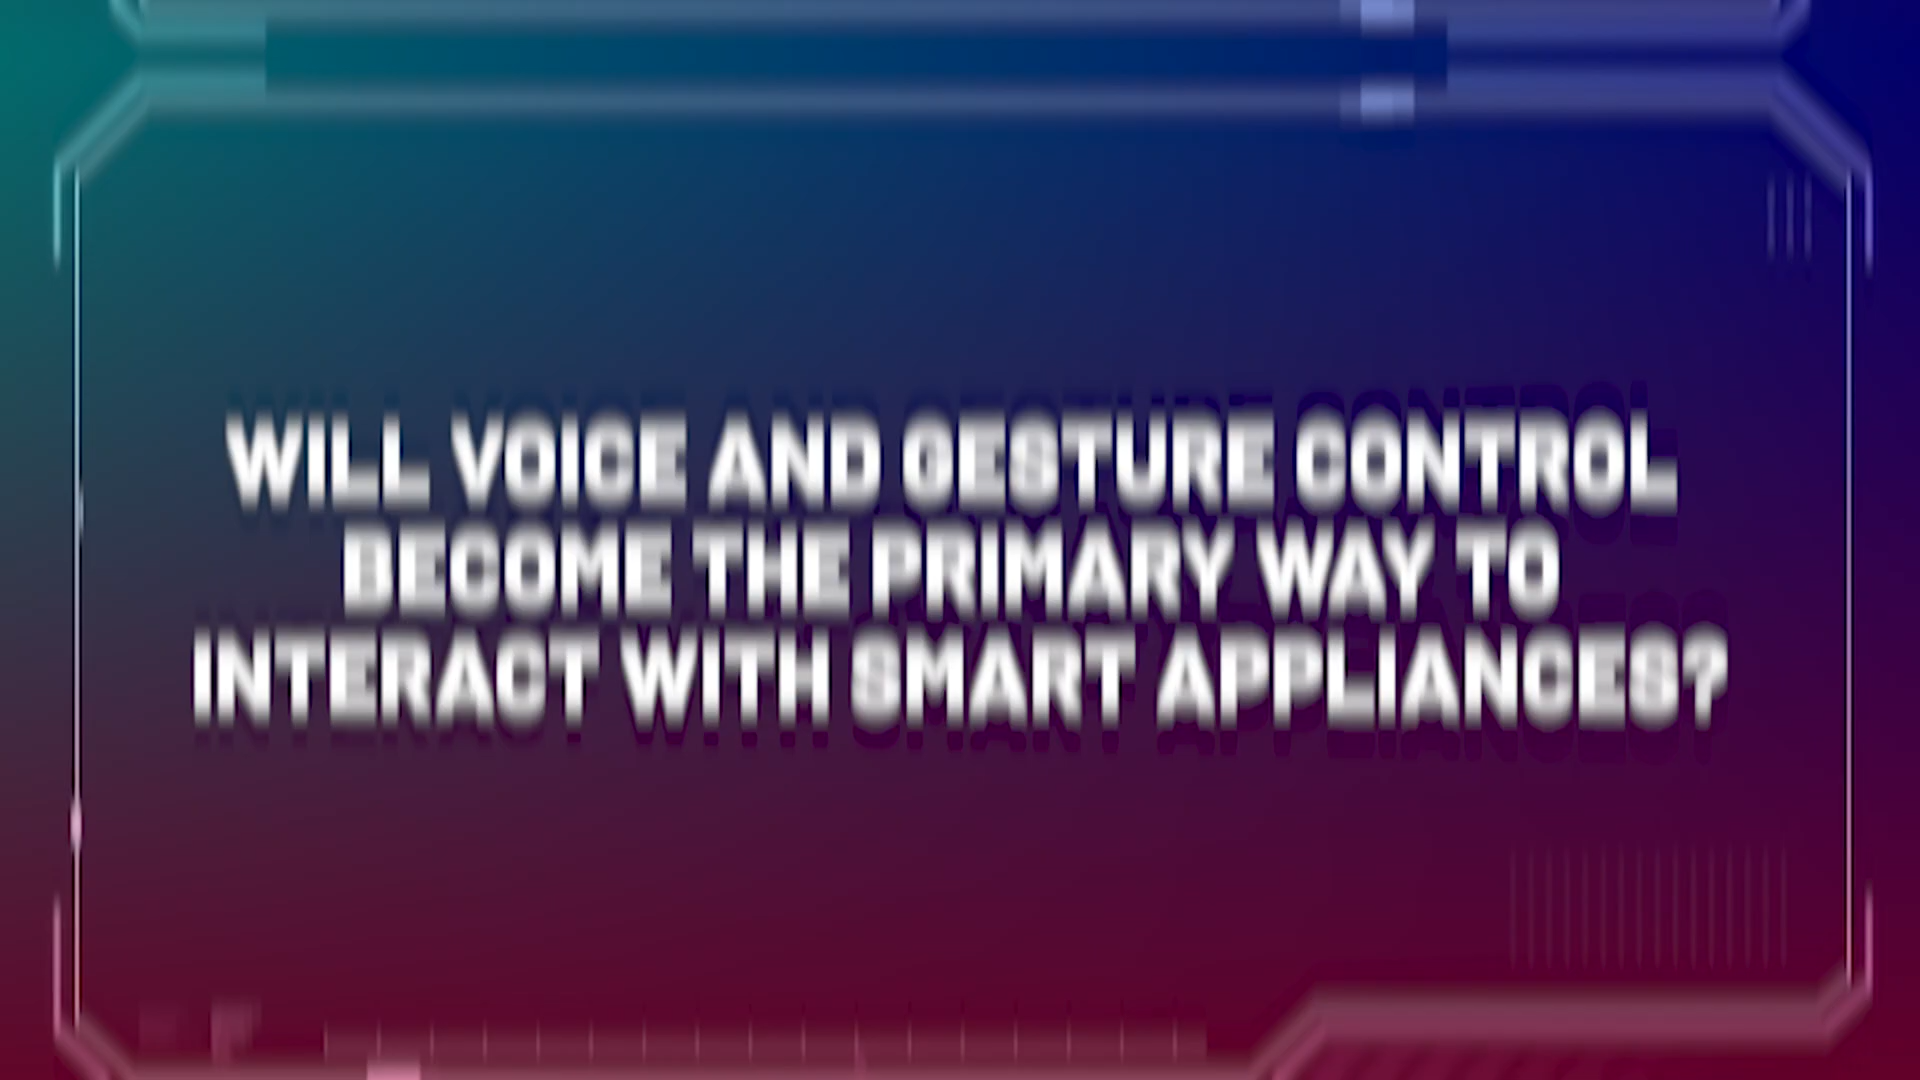 WILL VOICE AND GESTURE CONTROL
BECOME THE PRIMARY WAY TO
INTERACT WITH SMART APPLIANCES?